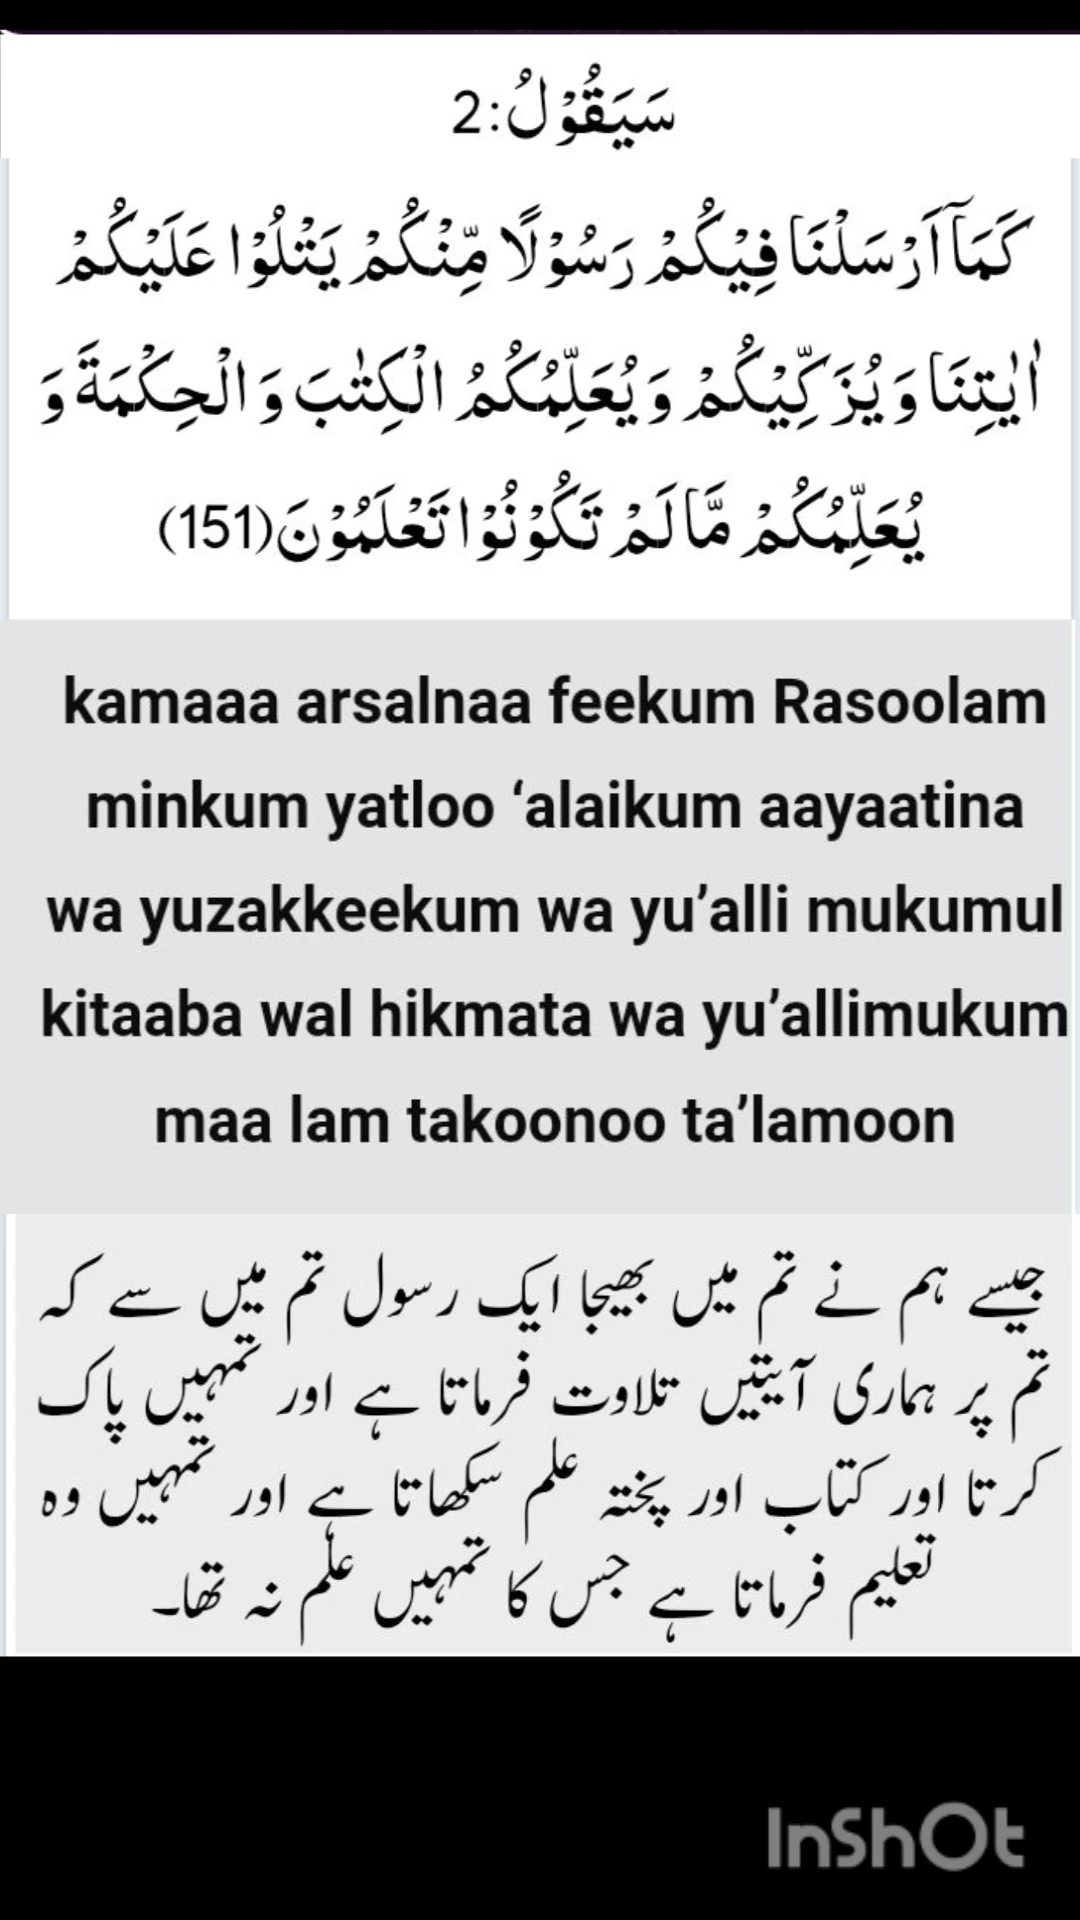 سَيَقُوْلُ:2
كَمَاۤ اَرْسَلْنَا فِيْكُمْ رَسُوْلًا مِّنْكُمْ يَتْلُوْا عَلَيْكُمْ
اٰيٰتِنَا وَ يُزَكِّيْكُمْ وَ يُعَلِّمُكُمُ الْكِتٰبَ وَ الْحِكْمَةَ وَ
يُعَلِّمُكُمْ مَّا لَمْ تَكُوْنُوْا تَعْلَمُوْنَ(151)
kamaaa arsalnaa feekum Rasoolam
minkum yatloo ‘alaikum aayaatina
wa yuzakkeekum wa yu’alli mukumul
kitaaba wal hikmata wa yu’allimukum
maa lam takoonoo ta’lamoon
جیسے ہم نے تم میں بھیجا ایک رسول تم میں سے کہ
تم پر ہماری آیتیں تلاوت فرماتا ہے اور تمہیں پاک
کرتا اور کتاب اور پختہ علم سکھاتا ہے اور تمہیں وہ
تعلیم فرماتا ہے جس کا تمہیں علم نہ تھا۔
InShOt